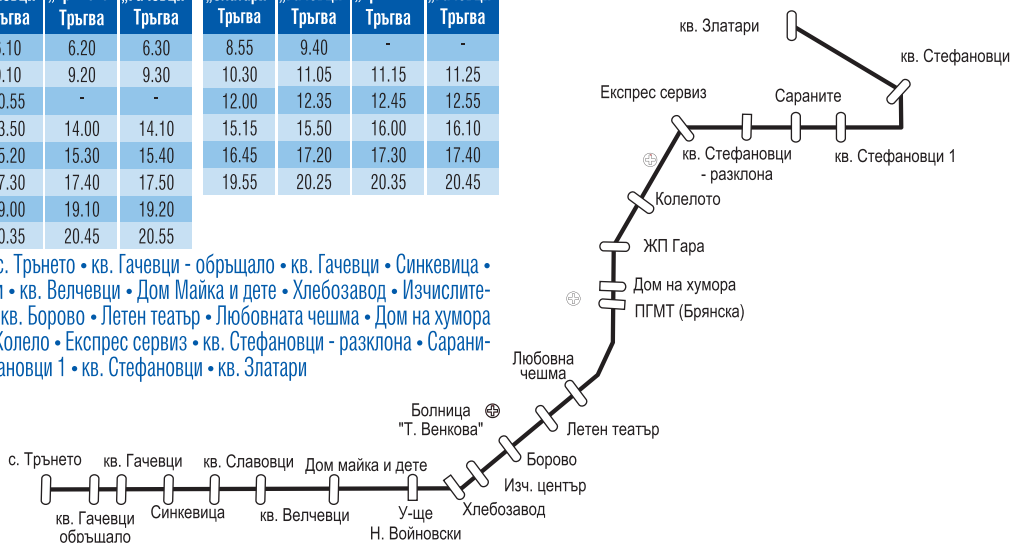 Тръгва Тръгва Тръгва Тръгва Тръгва Тръгва
6.20 6.30 8.55 9.40 - -
9.20 9.30 10.30 11.05 11.15 11.25
- - 12.00 12.35 12.45 12.55
14.00 14.10 15.15 15.50 16.00 16.10
15.30 15.40 16.45 17.20 17.30 17.40
17.40 17.50 19.55 20.25 20.35 20.45
19.10 19.20
20.45 20.55
с. Трънето • кв. Гачевци - обръщало • кв. Гачевци • Синкевица •
• кв. Велчевци • Дом Майка и дете • Хлебозавод • Изчислите-
кв. Борово • Летен театър • Любовната чешма • Дом на хумора
Колело • Експрес сервиз • кв. Стефановци - разклона • Сарани-
ановци 1 • кв. Стефановци • кв. Златари
кв. Златари
кв. Стефановци
Експрес сервиз
Сараните
кв. Стефановци
- разклона
кв. Стефановци 1
Колелото
ЖП Гара
Дом на хумора
ПГМТ (Брянска)
Любовна
чешма
Болница
"Т. Венкова"
Летен театър
Борово
Изч. център
Хлебозавод
с. Трънето
кв. Гачевци
кв. Славовци
Дом майка и дете
кв. Гачевци
обръщало
Синкевица
кв. Велчевци
У-ще
Н. Войновски